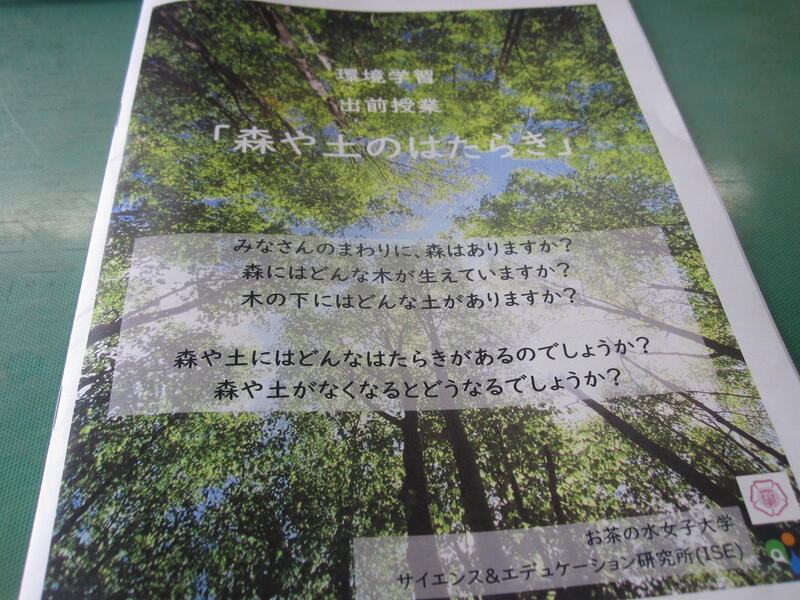 環境学習
出前授業
「森や土のはたらき」
みなさんのまわりに、森はありますか?
森にはどんな木が生えていますか?
木の下にはどんな土がありますか?
森や土にはどんなはたらきがあるのでしょうか?
森や土がなくなるとどうなるでしょうか?
お茶の水女子大学
サイエンス&エデュケーション研究所(ISE)